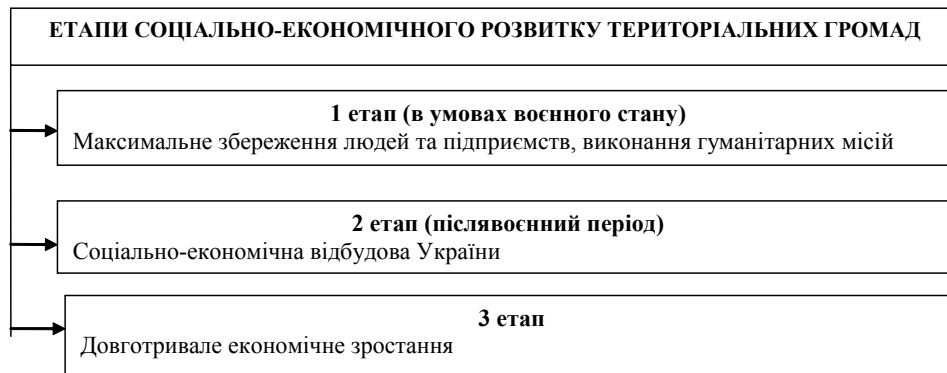 ЕТАПИ СОЦІАЛЬНО-ЕКОНОМІЧНОГО РОЗВИТКУ ТЕРИТОРІАЛЬНИХ ГРОМАД
1 етап (в умовах воєнного стану)
Максимальне збереження людей та підприємств, виконання гуманітарних місій
2 етап (післявоєнний період)
Соціально-економічна відбудова України
3 етап
Довготривале економічне зростання